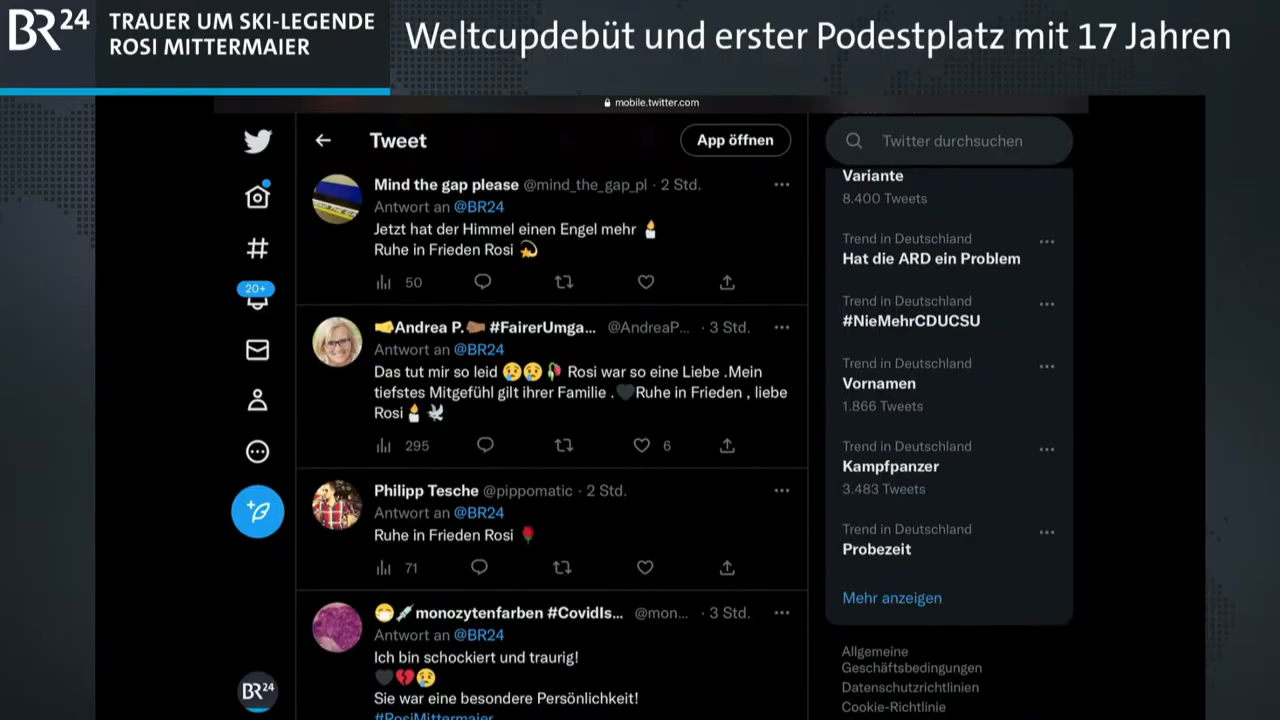 BR24
TRAUER UM SKI-LEGENDE
ROSI MITTERMAIER
Weltcupdebüt und erster Podestplatz mit 17 Jahren
mobile.twitter.com
Tweet
App öffnen
Mind the gap please @mind_the_gap_pl · 2 Std.
Antwort an @BR24
Jetzt hat der Himmel einen Engel mehr 🕯
Ruhe in Frieden Rosi 💫
50
20+
🤛Andrea P.🤜🏾 #FairerUmga... @AndreaP... · 3 Std.
Antwort an @BR24
Das tut mir so leid 😢😢🥀 Rosi war so eine Liebe .Mein
tiefstes Mitgefühl gilt ihrer Familie .🖤Ruhe in Frieden , liebe
Rosi 🕯 🕊
295
6
Philipp Tesche @pippomatic · 2 Std.
Antwort an @BR24
Ruhe in Frieden Rosi 🌹
71
😷💉monozytenfarben #CovidIs... @mon... · 3 Std.
Antwort an @BR24
Ich bin schockiert und traurig!
🖤💔😢
Sie war eine besondere Persönlichkeit!
#RosiMittermaier
BR24
Twitter durchsuchen
Variante
8.400 Tweets
Trend in Deutschland
Hat die ARD ein Problem
Trend in Deutschland
#NieMehrCDUCSU
Trend in Deutschland
Vornamen
1.866 Tweets
Trend in Deutschland
Kampfpanzer
3.483 Tweets
Trend in Deutschland
Probezeit
Mehr anzeigen
Allgemeine
Geschäftsbedingungen
Datenschutzrichtlinien
Cookie-Richtlinie